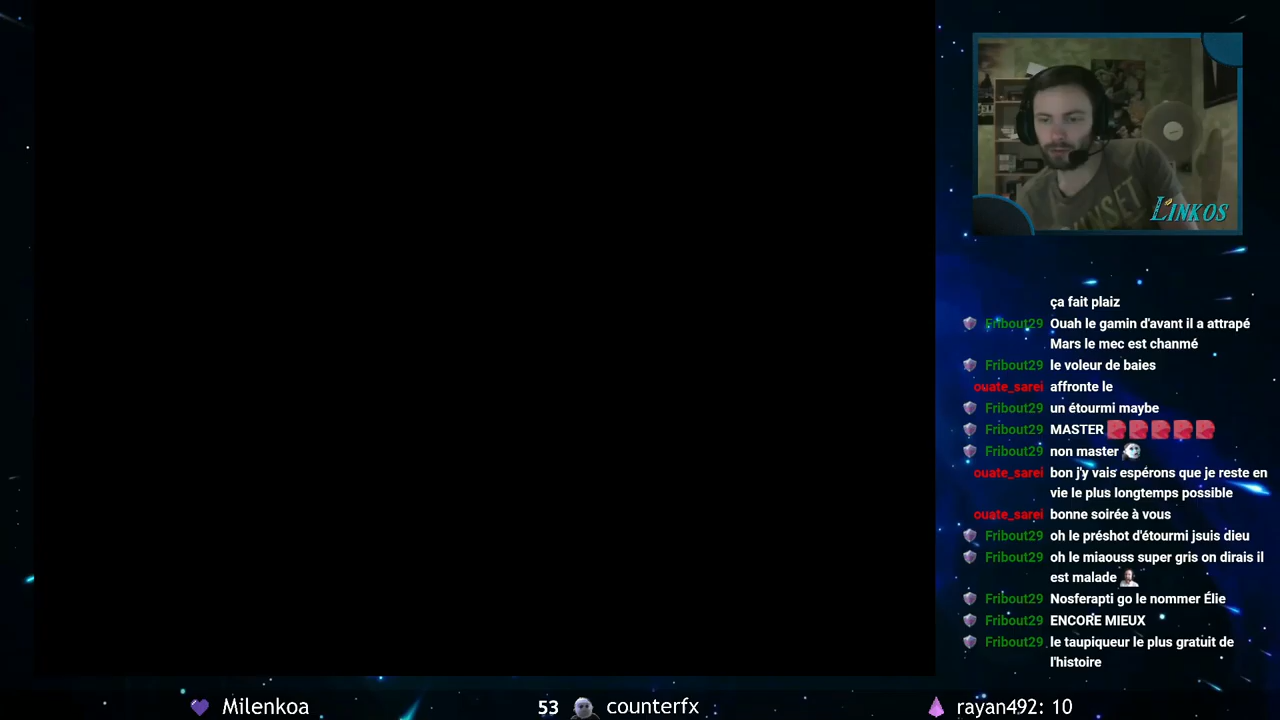 LINKOS
ça fait plaiz
Fribout29 Ouah le gamin d'avant il a attrapé
Mars le mec est chanmé
Fribout29 le voleur de baies
ouate_sarei affronte le
Fribout29 un étourmi maybe
Fribout29 MASTER
Fribout29 non master
ouate_sarei bon j'y vais espérons que je reste en
vie le plus longtemps possible
ouate_sarei bonne soirée à vous
Fribout29 oh le préshot d'étourmi jsuis dieu
Fribout29 oh le miaouss super gris on dirais il
est malade
Fribout29 Nosferapti go le nommer Élie
Fribout29 ENCORE MIEUX
Fribout29 le taupiqueur le plus gratuit de
l'histoire
Milenkoa
53 counterfx
rayan492: 10